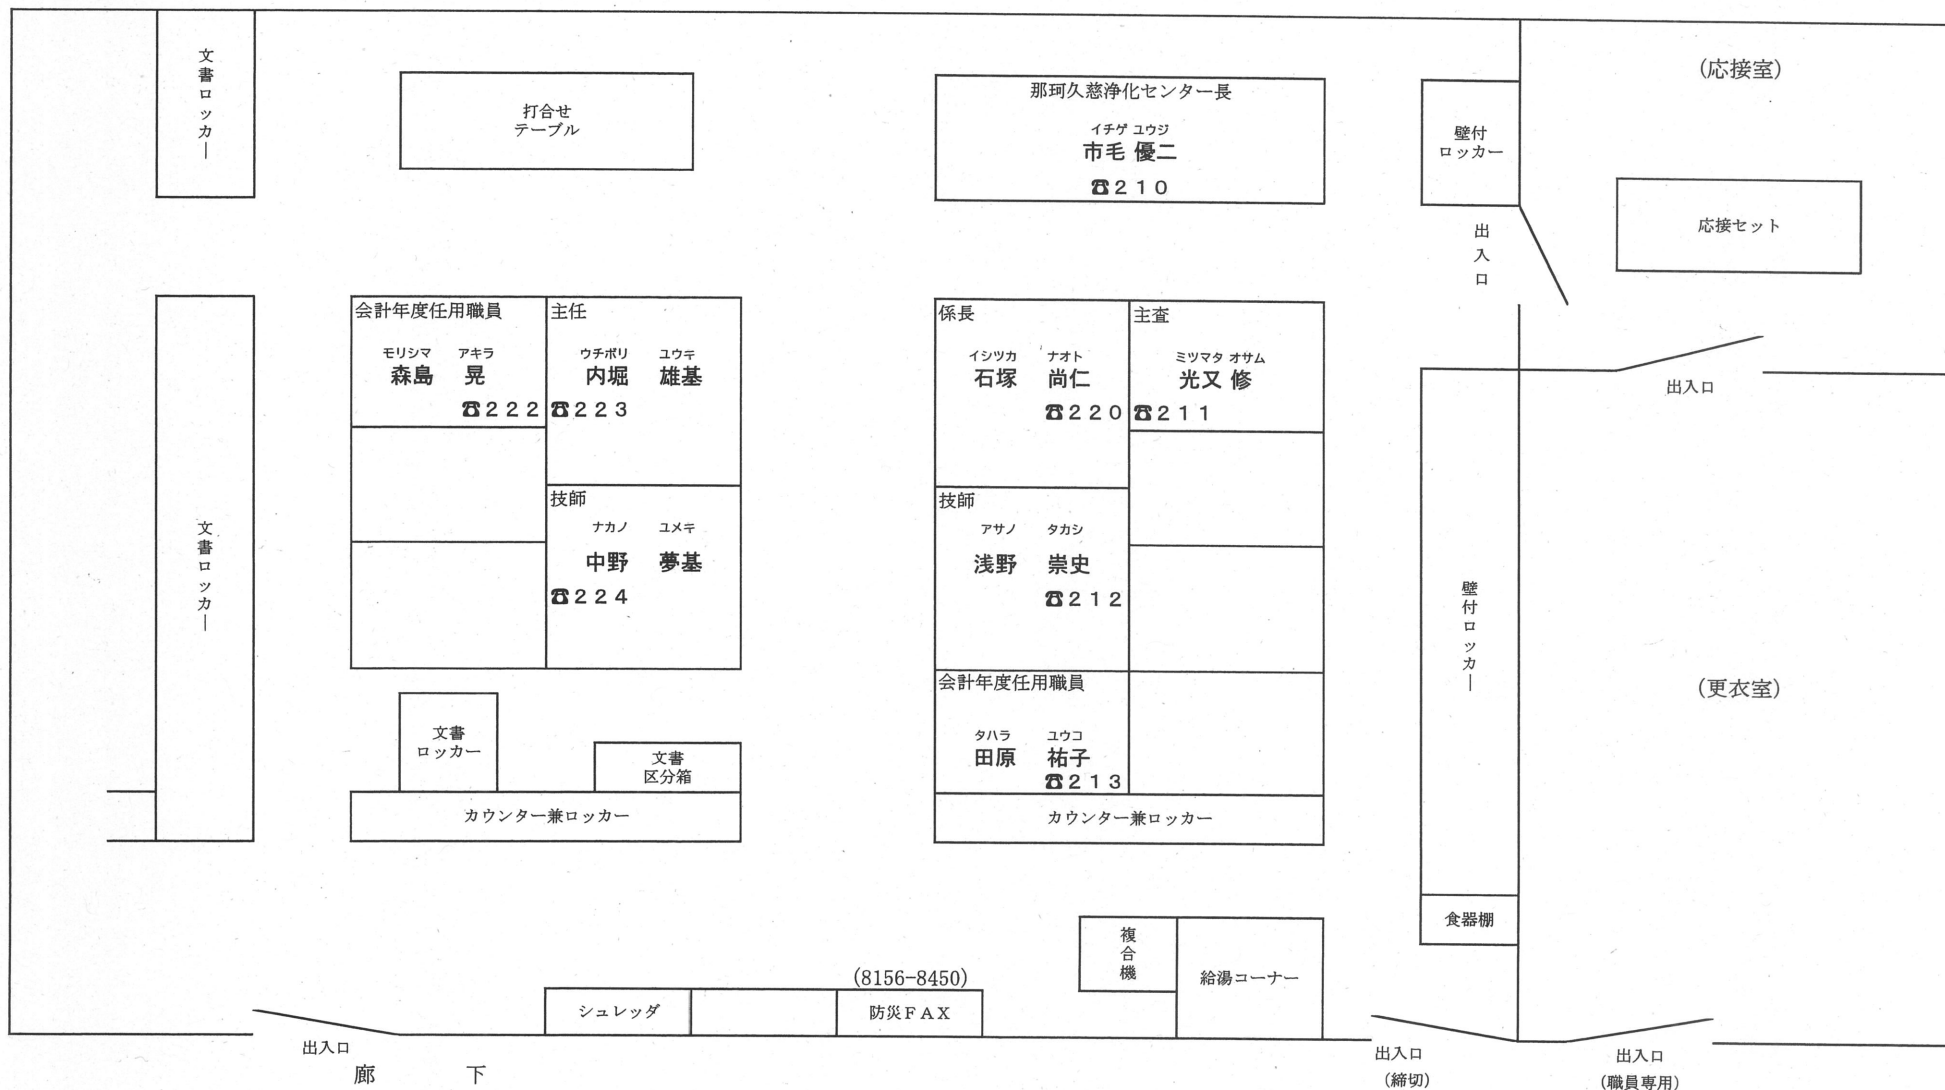 文書ロッカー
打合せ
テーブル
那珂久慈浄化センター長
イチゲ ユウジ
市毛 優二
☎210
壁付
ロッカー
(応接室)
応接セット
出入口
出入口
文書ロッカー
会計年度任用職員
モリシマ アキラ
森島 晃
☎222
主任
ウチボリ ユウキ
内堀 雄基
☎223
技師
ナカノ ユメキ
中野 夢基
☎224
係長
イシツカ ナオト
石塚 尚仁
☎220
主査
ミツマタ オサム
光又 修
☎211
技師
アサノ タカシ
浅野 崇史
☎212
会計年度任用職員
タハラ ユウコ
田原 祐子
☎213
文書
ロッカー
文書
区分箱
カウンター兼ロッカー
カウンター兼ロッカー
壁付ロッカー
(更衣室)
食器棚
複合機
給湯コーナー
(8156-8450)
シュレッダ
防災FAX
出入口
廊 下
出入口
(締切)
出入口
(職員専用)